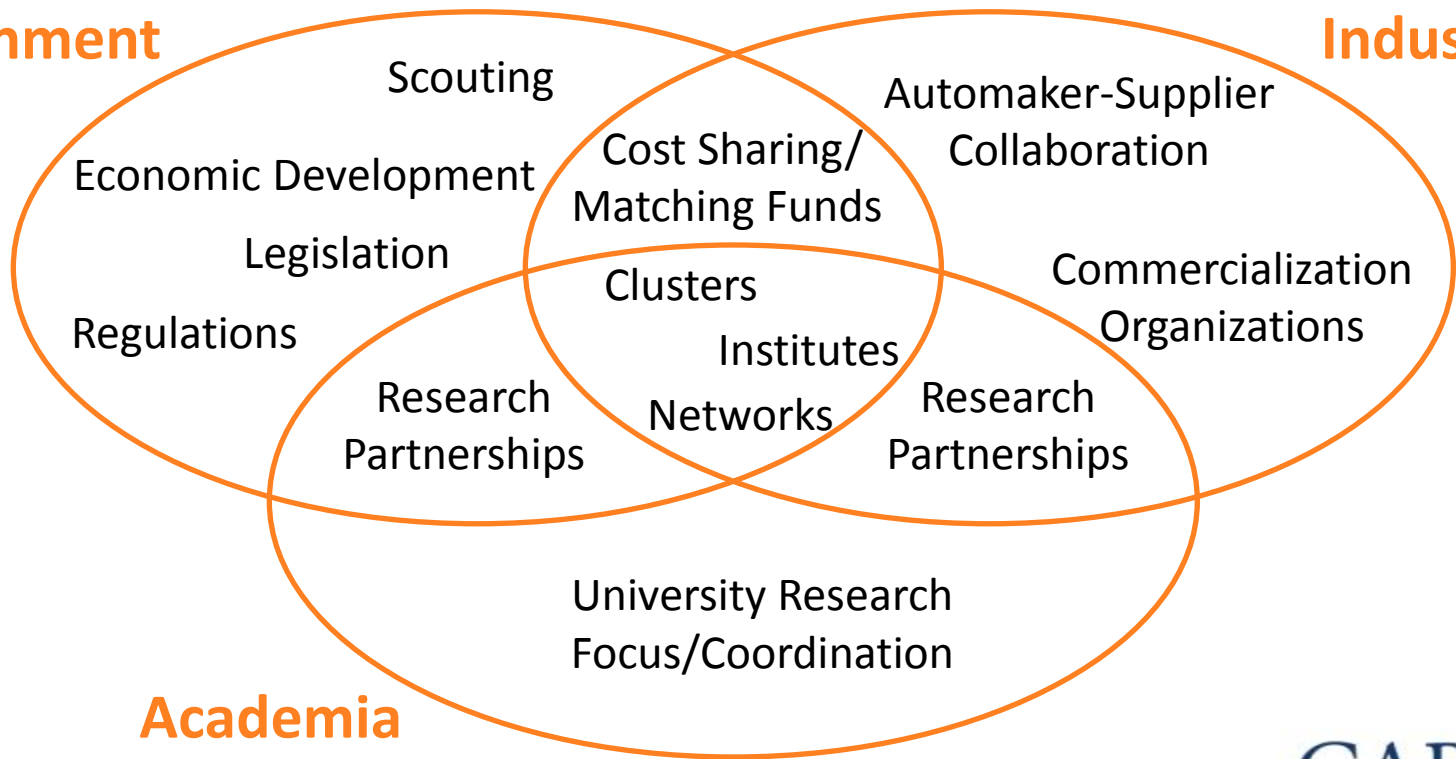 nment
Indus
Scouting
Automaker-Supplier
Collaboration
Cost Sharing/
Matching Funds
Economic Development
Legislation
Regulations
Clusters
Institutes
Networks
Commercialization
Organizations
Research
Partnerships
Research
Partnerships
University Research
Focus/Coordination
Academia